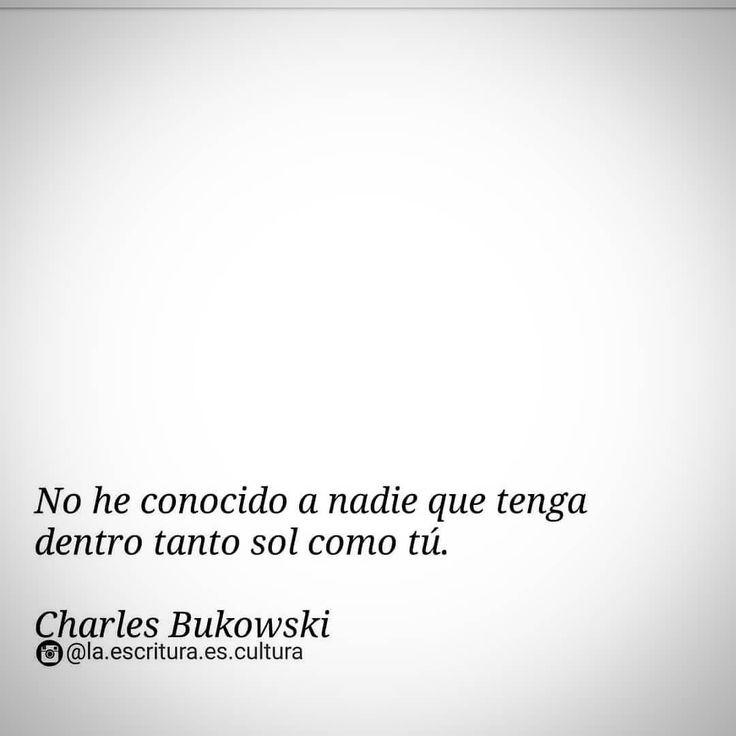 No he conocido a nadie que tenga
dentro tanto sol como tú.
Charles Bukowski
@la.escritura.es.cultura